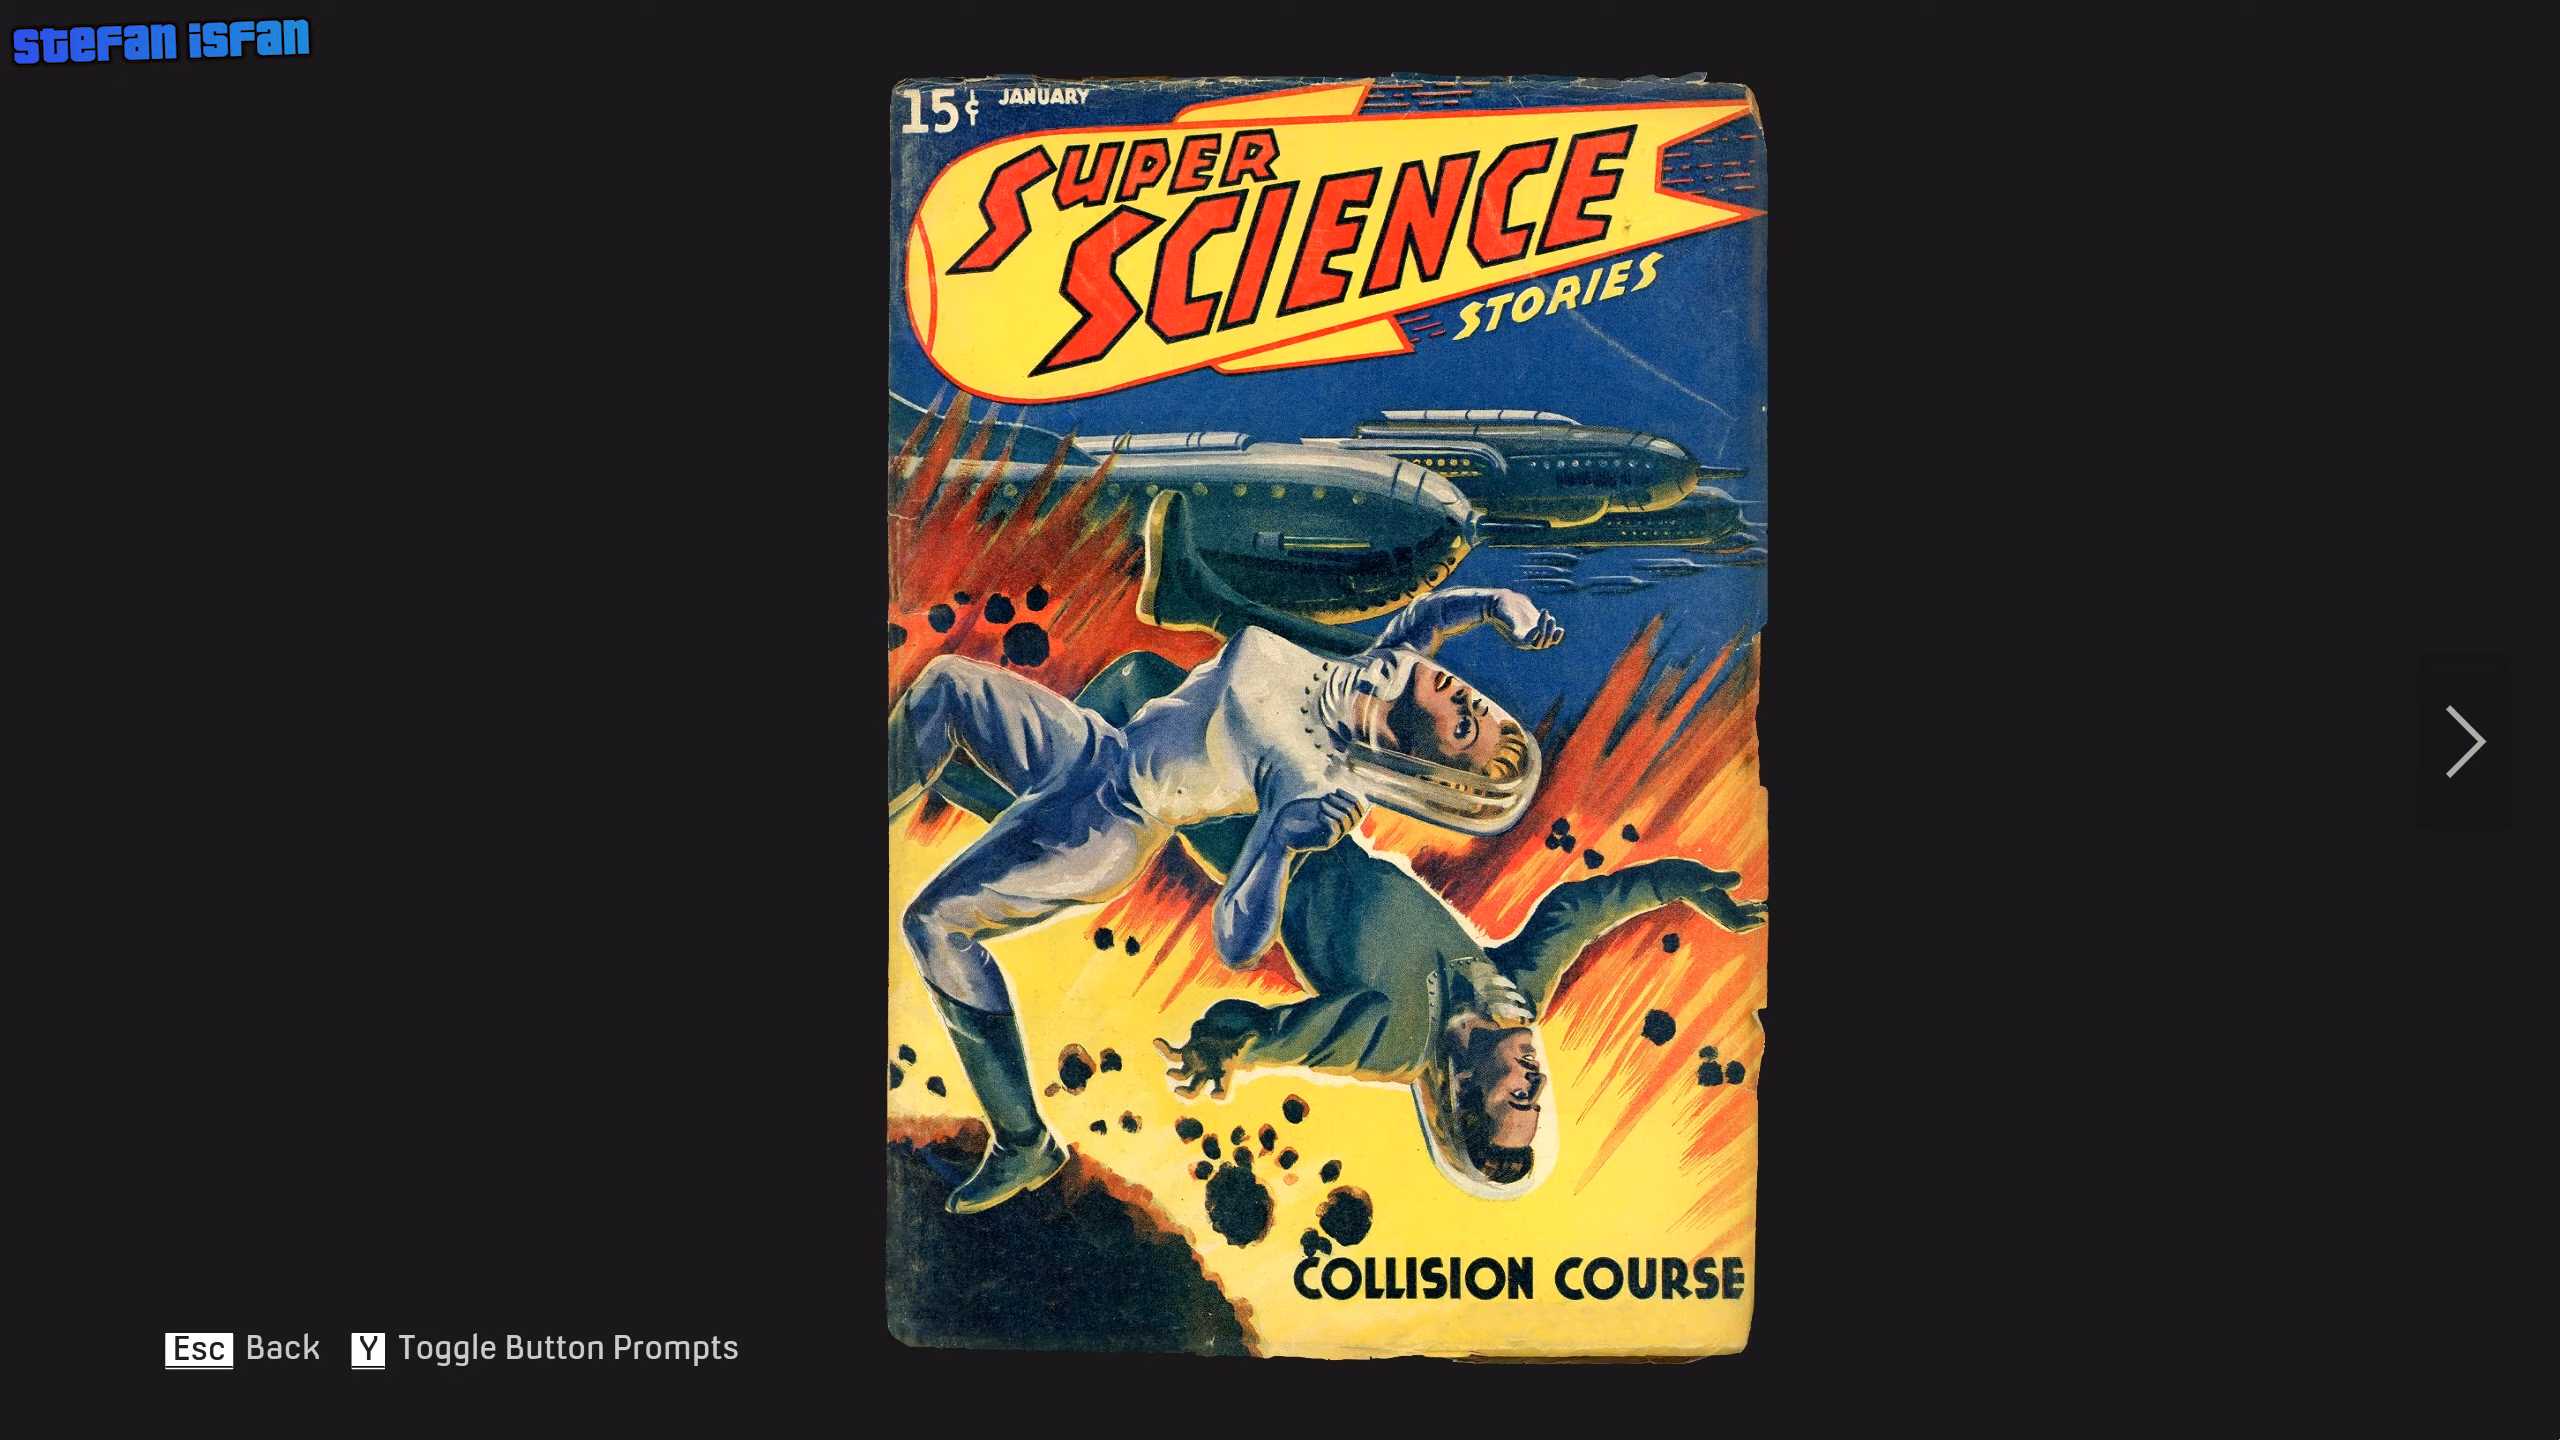 STEFAN ISFAN
15¢ JANUARY
SUPER
SCIENCE
STORIES
COLLISION COURSE
Esc Back Y Toggle Button Prompts